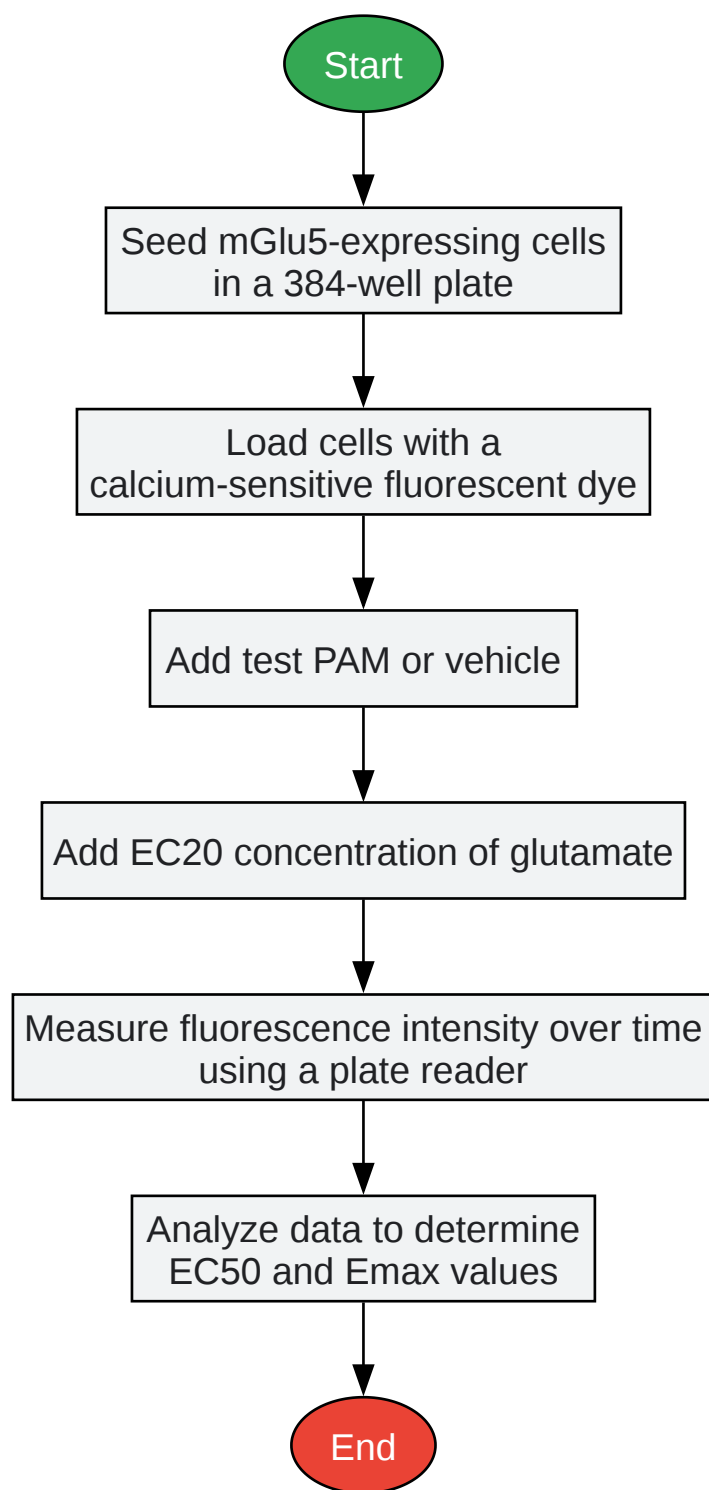 Start
Seed mGlu5-expressing cells
in a 384-well plate
Load cells with a
calcium-sensitive fluorescent dye
Add test PAM or vehicle
Add EC20 concentration of glutamate
Measure fluorescence intensity over time
using a plate reader
Analyze data to determine
EC50 and Emax values
End